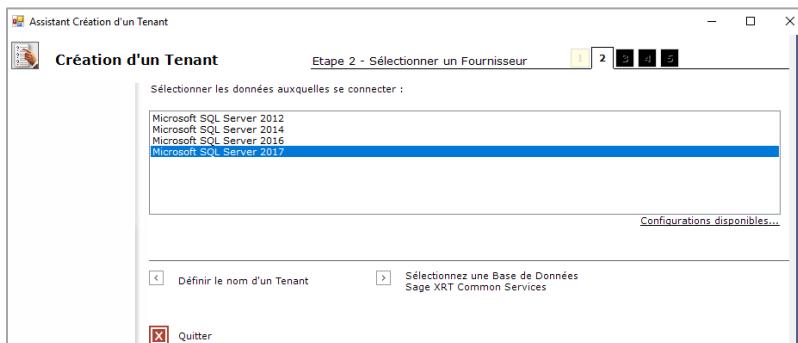 Assistant Création d'un Tenant
Création d'un Tenant
Etape 2 - Sélectionner un Fournisseur
1 2 3 4 5
Sélectionner les données auxquelles se connecter :
Microsoft SQL Server 2012
Microsoft SQL Server 2014
Microsoft SQL Server 2016
Microsoft SQL Server 2017
Configurations disponibles...
< Définir le nom d'un Tenant
> Sélectionnez une Base de Données
Sage XRT Common Services
X Quitter